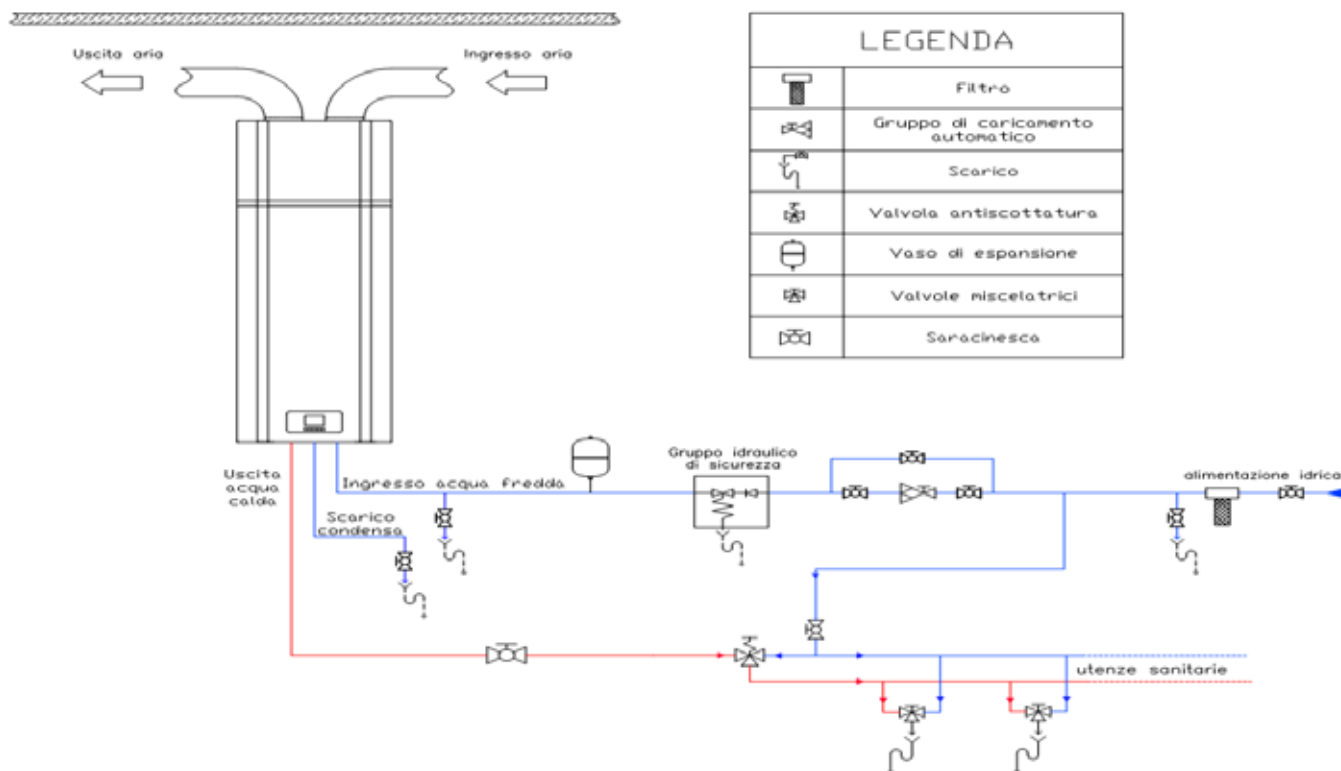 Uscita aria
Ingresso aria
LEGENDA
Filtro
Gruppo di caricamento
automatico
Scarico
Valvola antiscottatura
Vaso di espansione
Valvole miscelatrici
Saracinesca
Uscita
acqua
calda
Ingresso acqua fredda
Scarico
condensa
Gruppo idraulico
di sicurezza
alimentazione idrica
utenze sanitarie